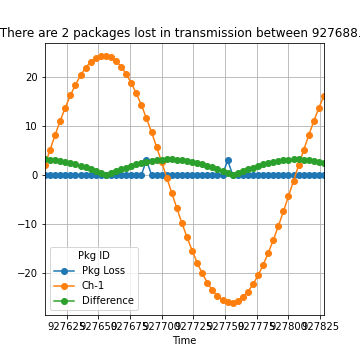 There are 2 packages lost in transmission between 927688.
20
10
0
−10
−20
Pkg ID
Pkg Loss
Ch-1
Difference
927625 927650 927675 927700 927725 927750 927775 927800 927825
Time